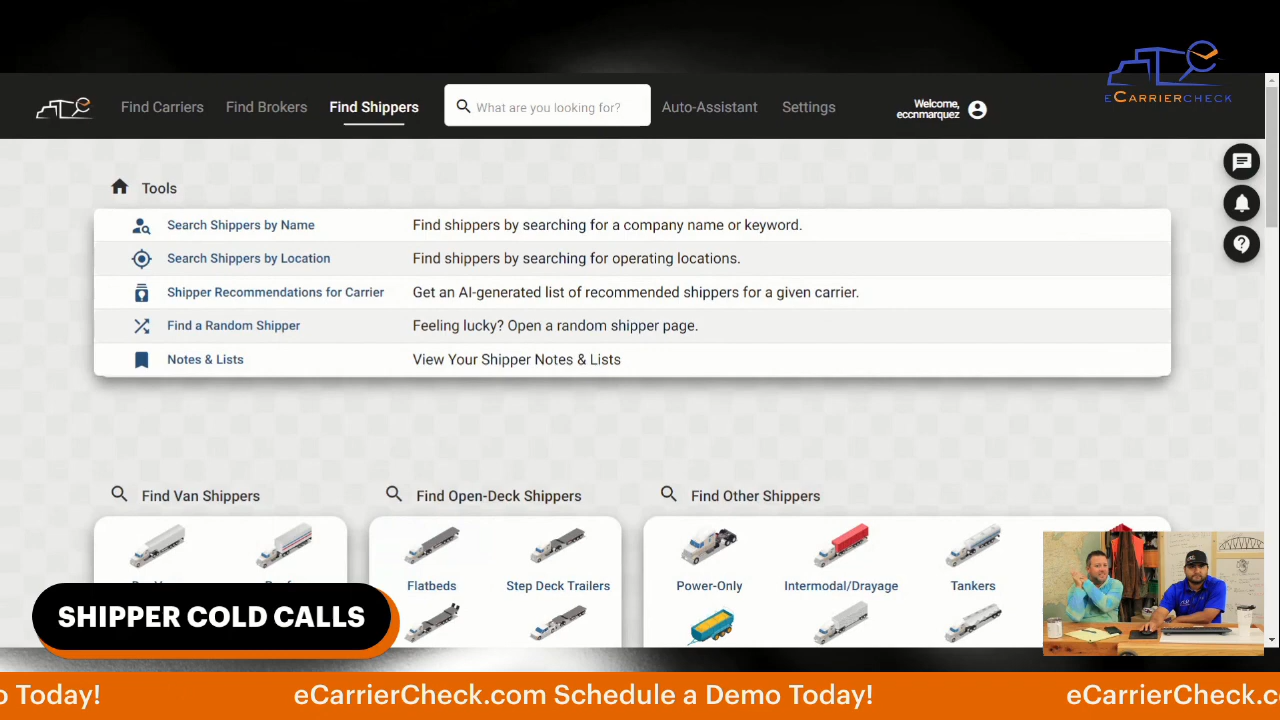 eCARRIERCHECK
Find Carriers
Find Brokers
Find Shippers
What are you looking for?
Auto-Assistant
Settings
Welcome,
eccnmarquez
Tools
Search Shippers by Name
Find shippers by searching for a company name or keyword.
Search Shippers by Location
Find shippers by searching for operating locations.
Shipper Recommendations for Carrier
Get an AI-generated list of recommended shippers for a given carrier.
Find a Random Shipper
Feeling lucky? Open a random shipper page.
Notes & Lists
View Your Shipper Notes & Lists
Find Van Shippers
Find Open-Deck Shippers
Find Other Shippers
Flatbeds
Step Deck Trailers
Power-Only
Intermodal/Drayage
Tankers
SHIPPER COLD CALLS
o Today!
eCarrierCheck.com Schedule a Demo Today!
eCarrierCheck.c